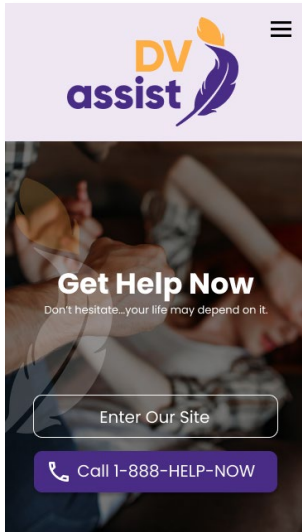 DV
assist
Get Help Now
Don't hesitate...your life may depend on it.
Enter Our Site
Call 1-888-HELP-NOW